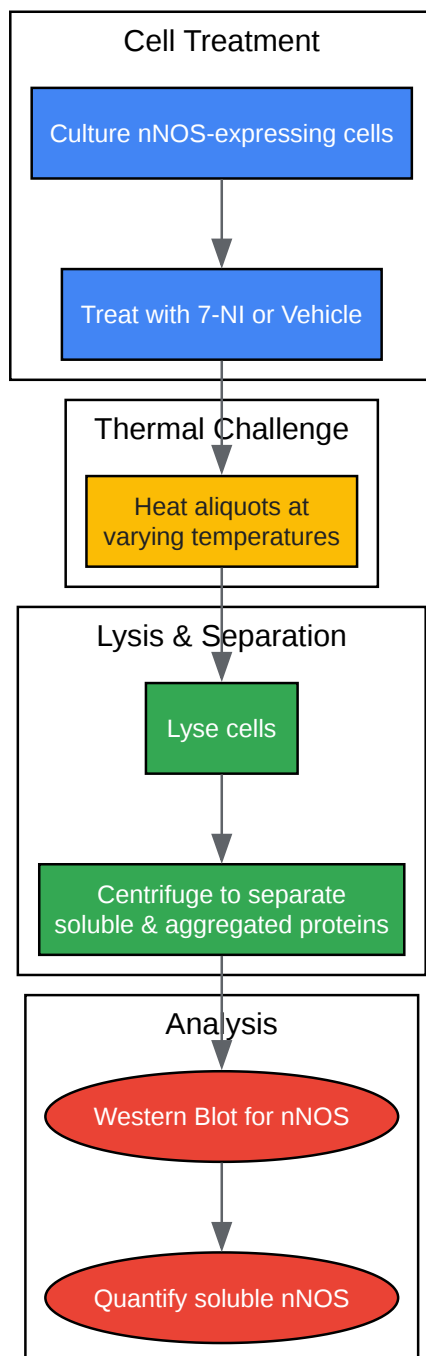 Cell Treatment
Culture nNOS-expressing cells
Treat with 7-NI or Vehicle
Thermal Challenge
Heat aliquots at
varying temperatures
Lysis & Separation
Lyse cells
Centrifuge to separate
soluble & aggregated proteins
Analysis
Western Blot for nNOS
Quantify soluble nNOS